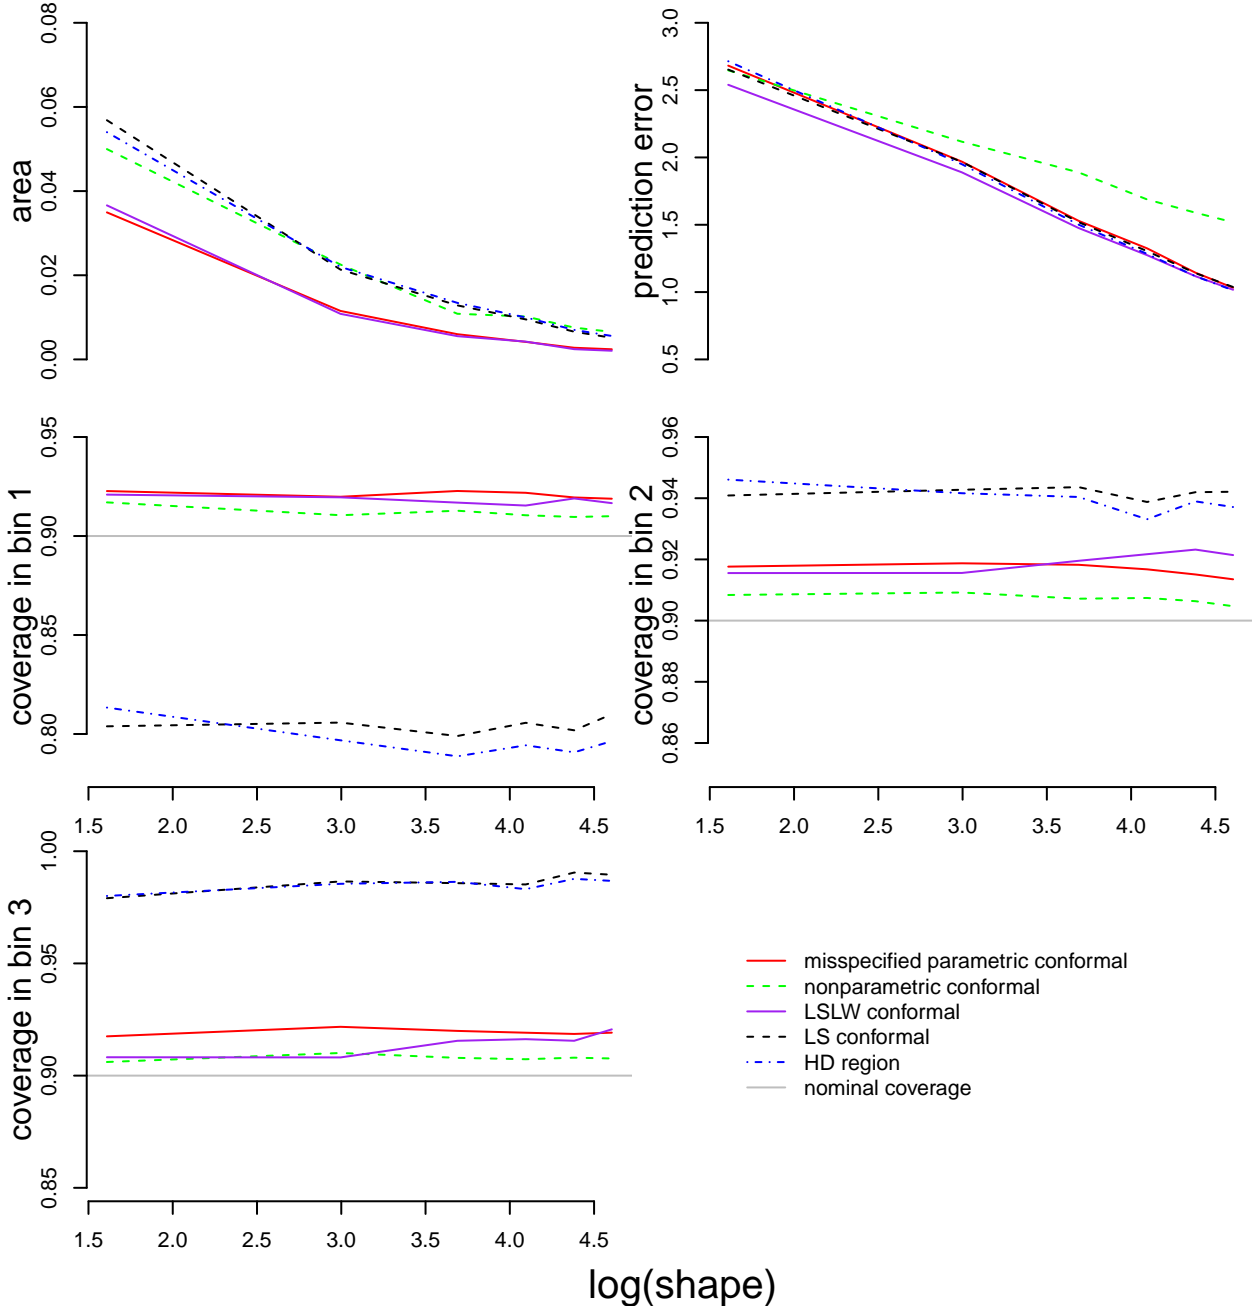 area
0.08
0.06
0.04
0.02
0.00
prediction error
3.0
2.5
2.0
1.5
1.0
0.5
coverage in bin 1
0.95
0.90
0.85
0.80
1.5 2.0 2.5 3.0 3.5 4.0 4.5
coverage in bin 2
0.96
0.94
0.92
0.90
0.88
0.86
1.5 2.0 2.5 3.0 3.5 4.0 4.5
coverage in bin 3
1.00
0.95
0.90
0.85
1.5 2.0 2.5 3.0 3.5 4.0 4.5
misspecified parametric conformal
nonparametric conformal
LSLW conformal
LS conformal
HD region
nominal coverage
log(shape)